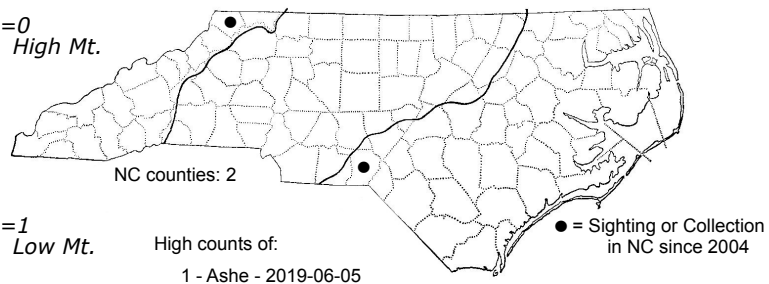 =0
High Mt.
NC counties: 2
=1
Low Mt.
High counts of:
1 - Ashe - 2019-06-05
● = Sighting or Collection
in NC since 2004